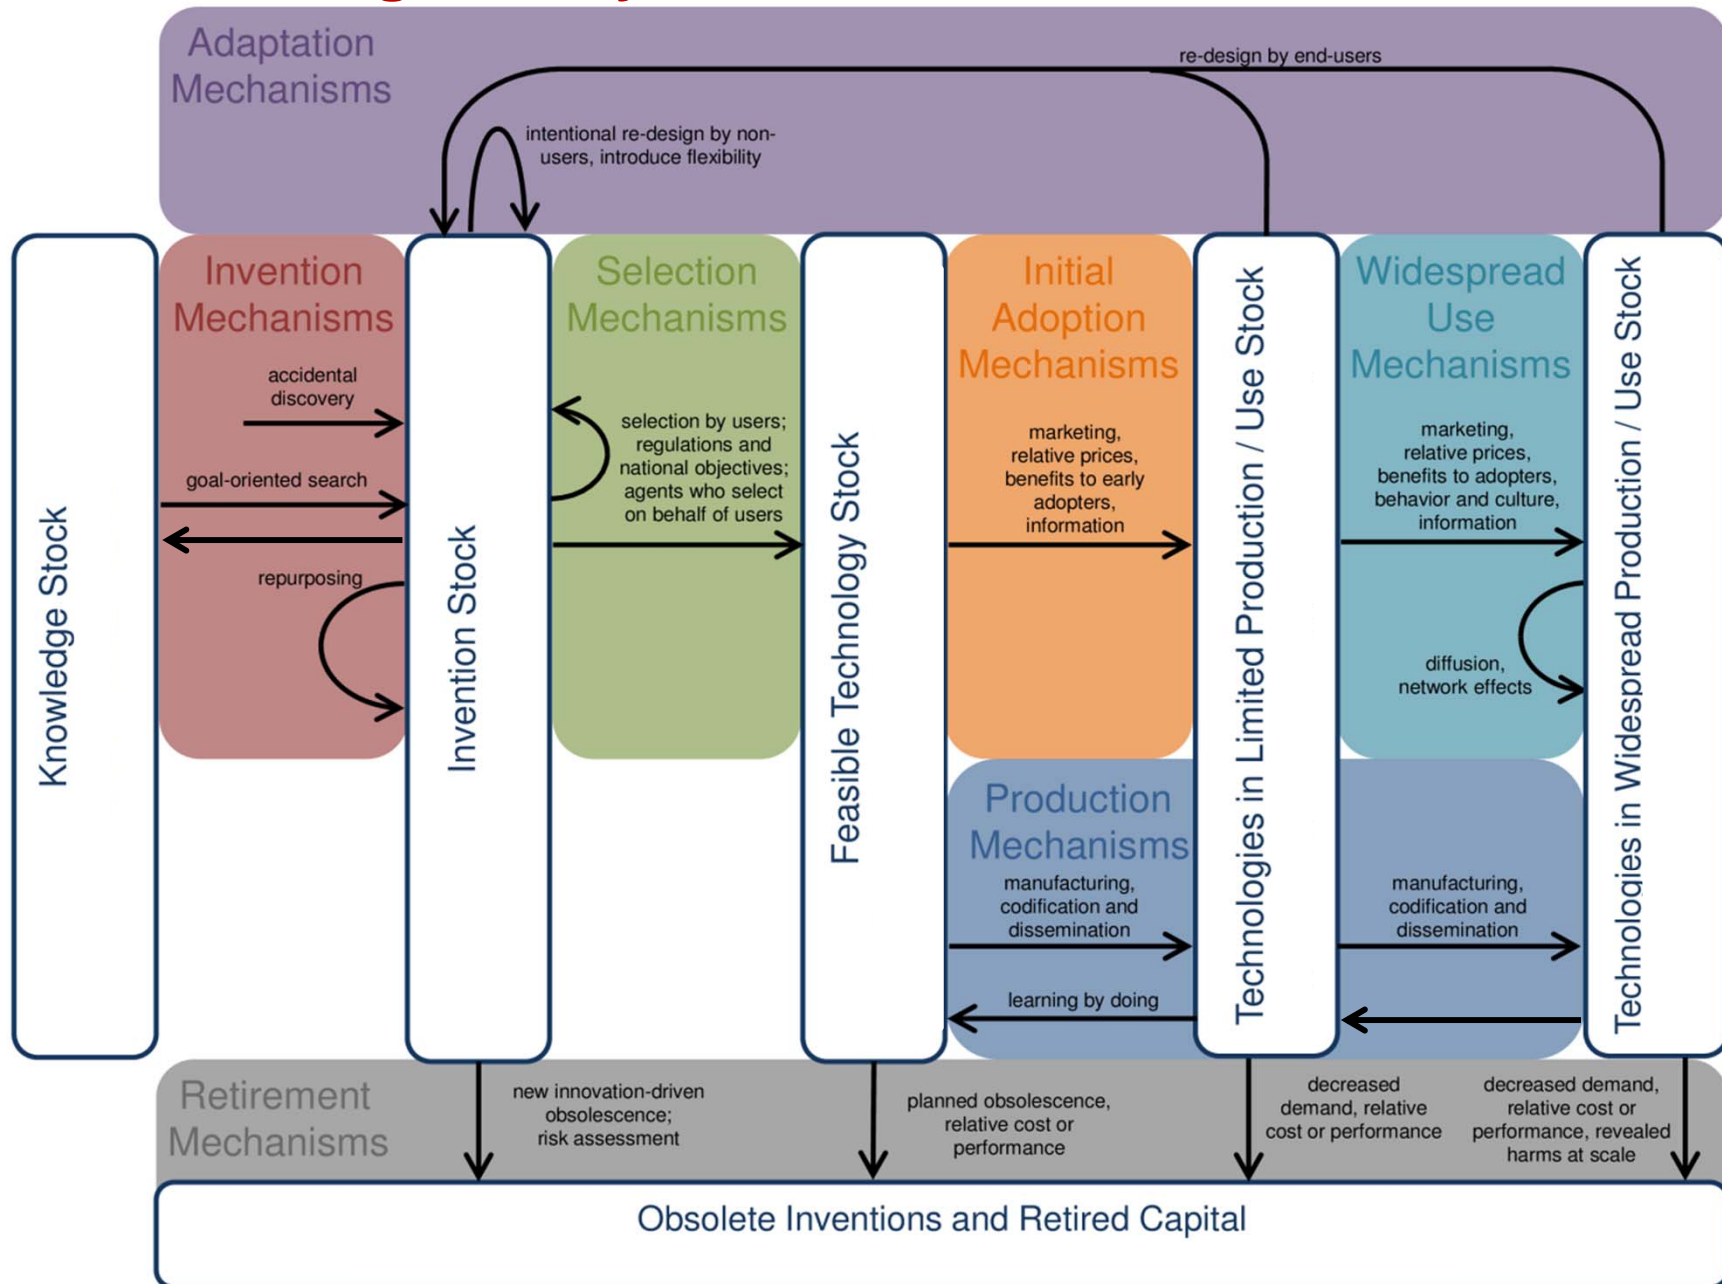 Adaptation
Mechanisms
re-design by end-users
intentional re-design by non-
users, introduce flexibility
Knowledge Stock
Invention
Mechanisms
accidental
discovery
goal-oriented search
repurposing
Invention Stock
Selection
Mechanisms
selection by users;
regulations and
national objectives;
agents who select
on behalf of users
Feasible Technology Stock
Initial
Adoption
Mechanisms
marketing,
relative prices,
benefits to early
adopters,
information
Technologies in Limited Production / Use Stock
Widespread
Use
Mechanisms
marketing,
relative prices,
benefits to adopters,
behavior and culture,
information
diffusion,
network effects
Technologies in Widespread Production / Use Stock
Production
Mechanisms
manufacturing,
codification and
dissemination
learning by doing
manufacturing,
codification and
dissemination
Retirement
Mechanisms
new innovation-driven
obsolescence;
risk assessment
planned obsolescence,
relative cost or
performance
decreased
demand, relative
cost or performance
decreased demand,
relative cost or
performance, revealed
harms at scale
Obsolete Inventions and Retired Capital